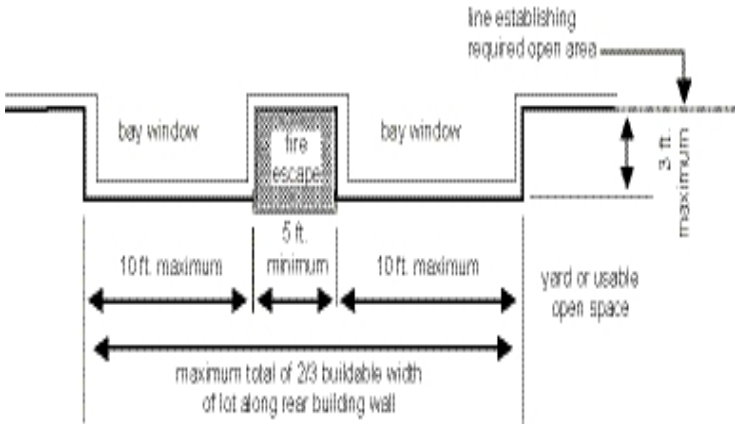 line establishing
required open area
bay window
fire
escape
bay window
3 ft.
maximum
10 ft. maximum
5 ft.
minimum
10 ft. maximum
yard or usable
open space
maximum total of 2/3 buildable width
of lot along rear building wall